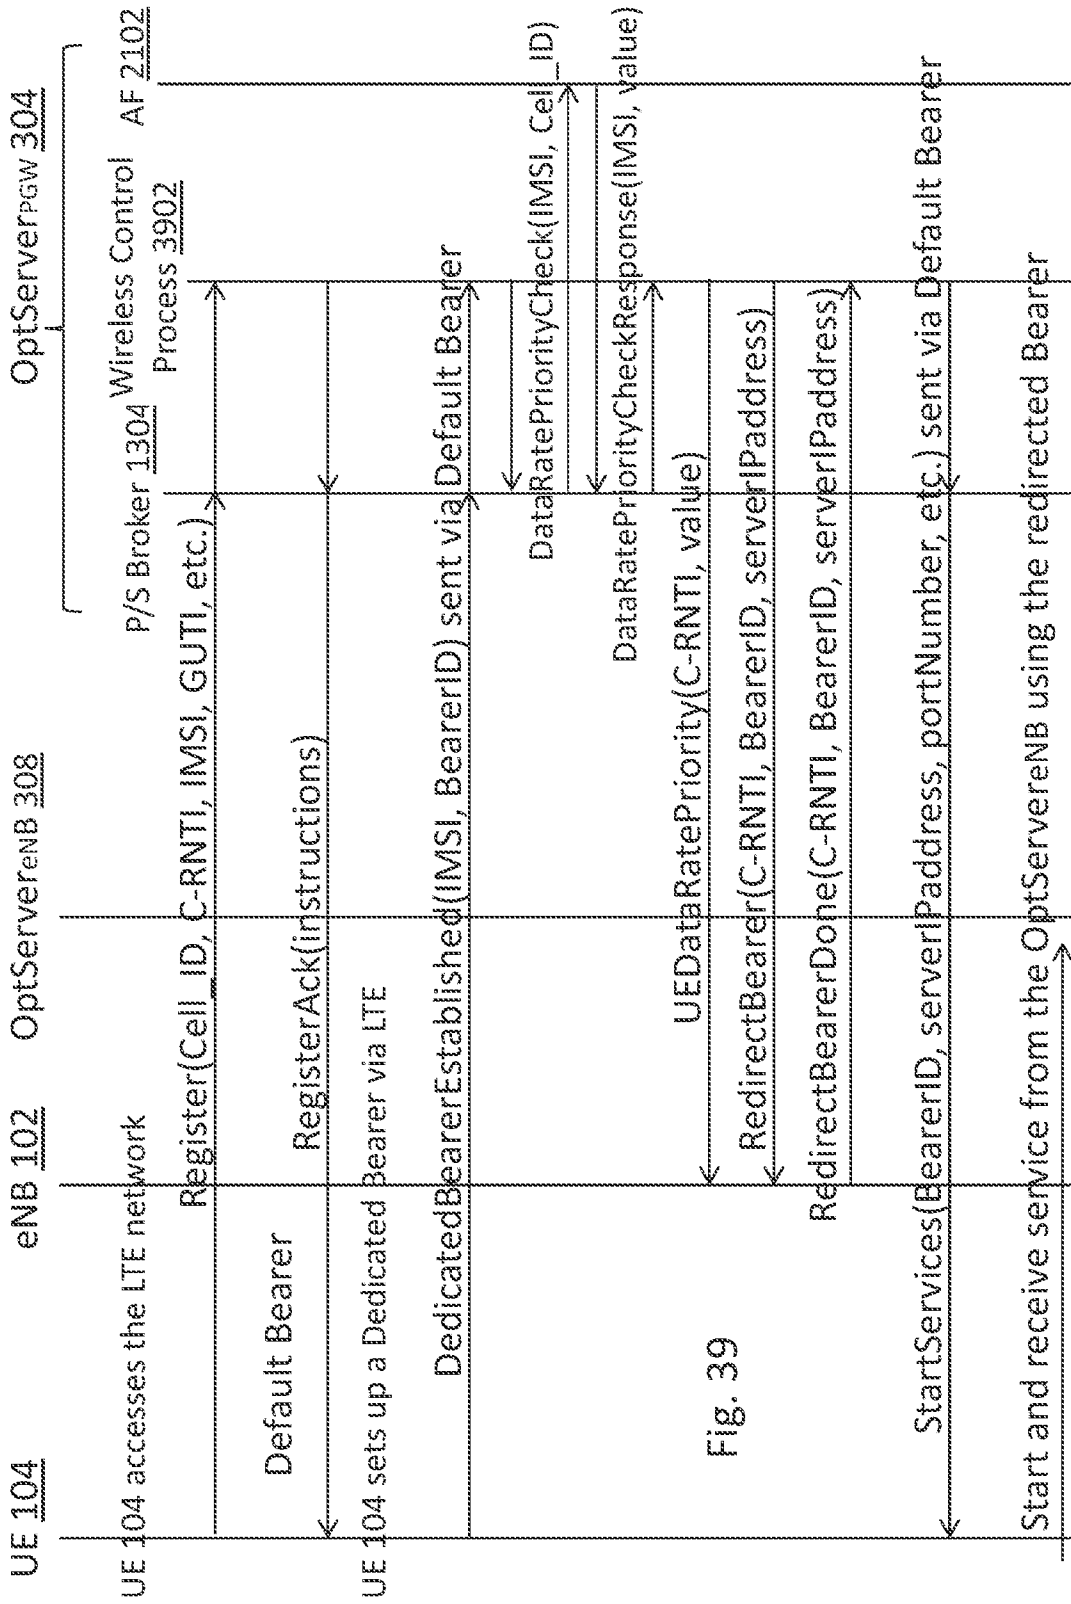 UE 104
eNB 102
OptServereNB 308
OptServerPGW 304
P/S Broker 1304
Wireless Control
Process 3902
AF 2102
UE 104 accesses the LTE network
Register(Cell_ID, C-RNTI, IMSI, GUTI, etc.)
Default Bearer
RegisterAck(instructions)
UE 104 sets up a Dedicated Bearer via LTE
DedicatedBearerEstablished(IMSI, BearerID) sent via Default Bearer
DataRatePriorityCheck(IMSI, Cell_ID)
DataRatePriorityCheckResponse(IMSI, value)
UEDataRatePriority(C-RNTI, value)
RedirectBearer(C-RNTI, BearerID, serverIPaddress)
RedirectBearerDone(C-RNTI, BearerID, serverIPaddress)
StartServices(BearerID, serverIPaddress, portNumber, etc.) sent via Default Bearer
Start and receive service from the OptServereNB using the redirected Bearer
Fig. 39